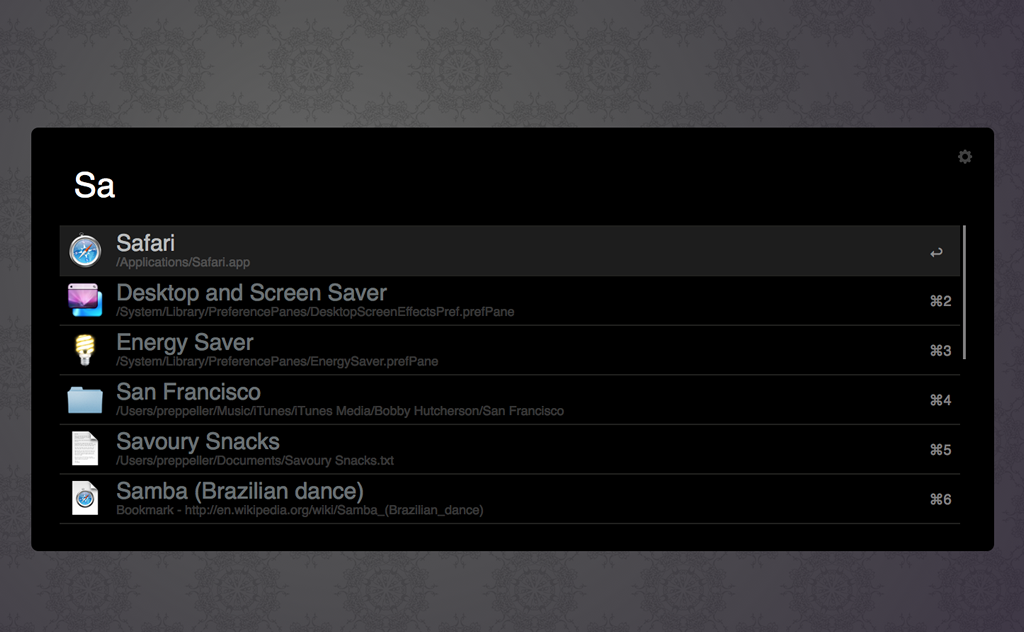 Sa
Safari
/Applications/Safari.app
↩
Desktop and Screen Saver
/System/Library/PreferencePanes/DesktopScreenEffectsPref.prefPane
⌘2
Energy Saver
/System/Library/PreferencePanes/EnergySaver.prefPane
⌘3
San Francisco
/Users/preppeller/Music/iTunes/iTunes Media/Bobby Hutcherson/San Francisco
⌘4
Savoury Snacks
/Users/preppeller/Documents/Savoury Snacks.txt
⌘5
Samba (Brazilian dance)
Bookmark - http://en.wikipedia.org/wiki/Samba_(Brazilian_dance)
⌘6